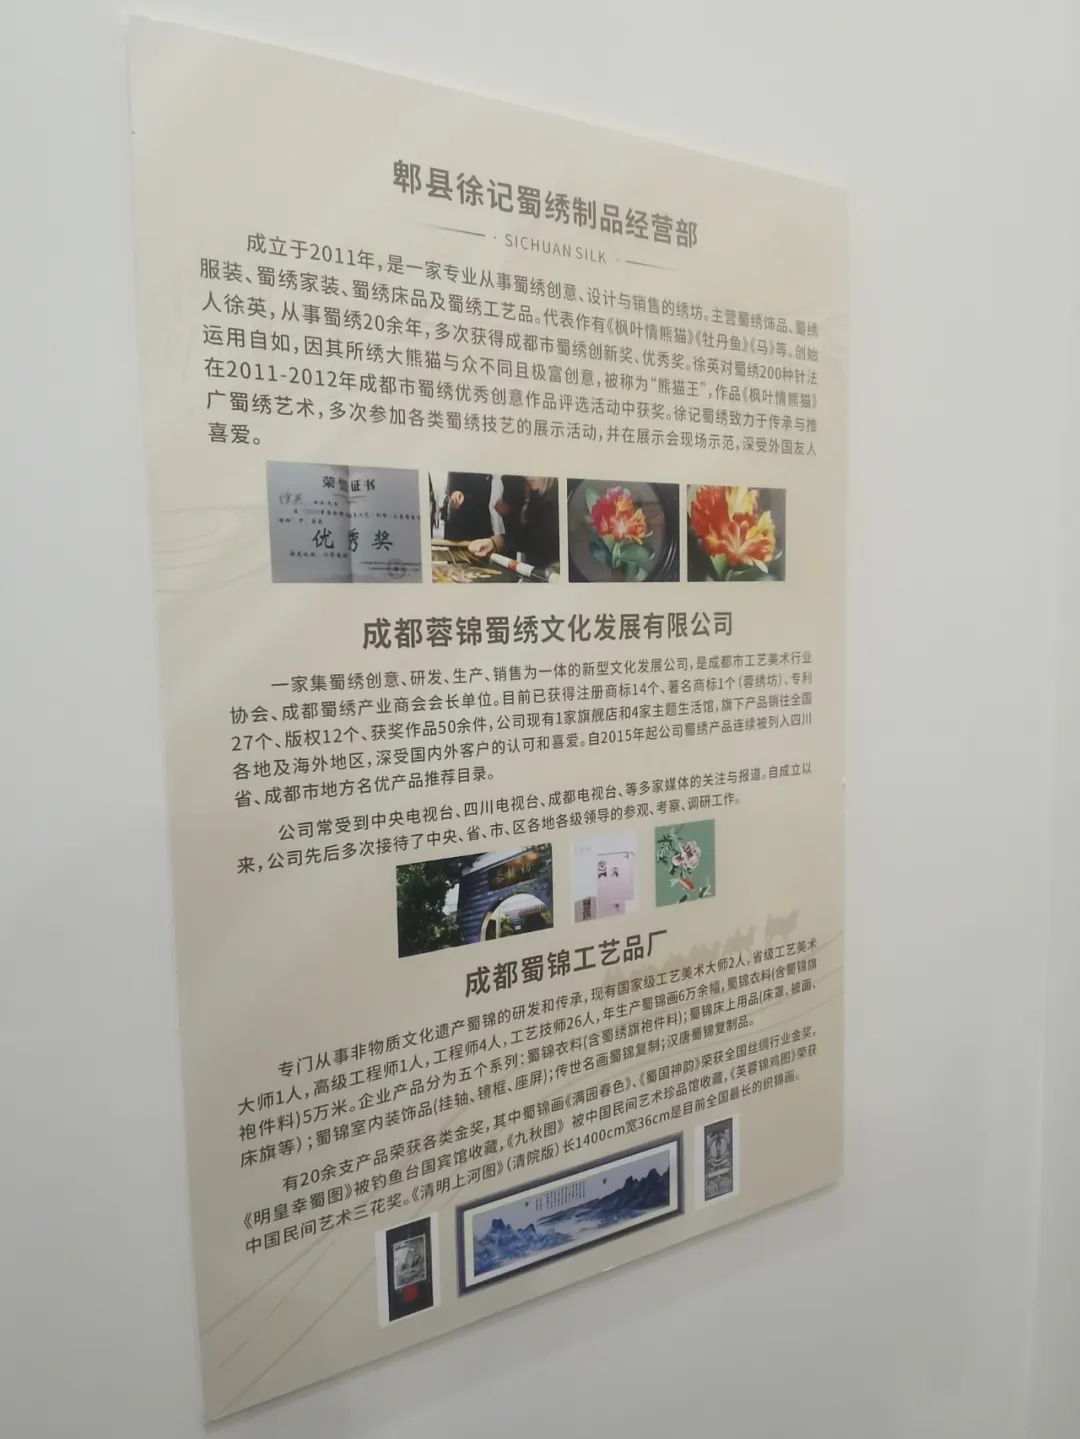 郫县徐记蜀绣制品经营部
SICHUAN SILK
成立于2011年，是一家专业从事蜀绣创意、设计与销售的绣坊。主营蜀绣饰品、蜀绣
服装、蜀绣家装、蜀绣床品及蜀绣工艺品。代表作有《枫叶情熊猫》《牡丹鱼》《马》等。创始
人徐英，从事蜀绣20余年，多次获得成都市蜀绣创新奖、优秀奖。徐英对蜀绣200种针法
运用自如，因其所绣大熊猫与众不同且极富创意，被称为“熊猫王”，作品《枫叶情熊猫》
在2011-2012年成都市蜀绣优秀创意作品评选活动中获奖。徐记蜀绣致力于传承与推
广蜀绣艺术，多次参加各类蜀绣技艺的展示活动，并在展示会现场示范，深受外国友人
喜爱。
荣誉证书
优秀奖
成都蓉锦蜀绣文化发展有限公司
一家集蜀绣创意、研发、生产、销售为一体的新型文化发展公司，是成都市工艺美术行业
协会、成都蜀绣产业商会会长单位。目前已获得注册商标14个、著名商标1个（蓉绣坊）、专利
27个、版权12个、获奖作品50余件，公司现有1家旗舰店和4家主题生活馆，旗下产品销往全国
各地及海外地区，深受国内外客户的认可和喜爱。自2015年起公司蜀绣产品连续被列入四川
省、成都市地方名优产品推荐目录。
公司常受到中央电视台、四川电视台、成都电视台、等多家媒体的关注与报道。自成立以
来，公司先后多次接待了中央、省、市、区各地各级领导的参观、考察、调研工作。
成都蜀锦工艺品厂
专门从事非物质文化遗产蜀锦的研发和传承，现有国家级工艺美术大师2人，省级工艺美术
大师1人，高级工程师1人，工程师4人，工艺技师26人，年生产蜀锦画6万余幅，蜀锦衣料(含蜀锦旗
袍件料)5万米。企业产品分为五个系列：蜀锦衣料(含蜀绣旗袍件料)；蜀锦床上用品(床罩、被面、
床旗等)；蜀锦室内装饰品(挂轴、镜框、座屏)；传世名画蜀锦复制；汉唐蜀锦复制品。
有20余支产品荣获各类金奖，其中蜀锦画《满园春色》、《蜀国神韵》荣获全国丝绸行业金奖，
《明皇幸蜀图》被钓鱼台国宾馆收藏，《九秋图》被中国民间艺术珍品馆收藏，《芙蓉锦鸡图》荣获
中国民间艺术三花奖。《清明上河图》（清院版）长1400cm宽36cm是目前全国最长的织锦画。